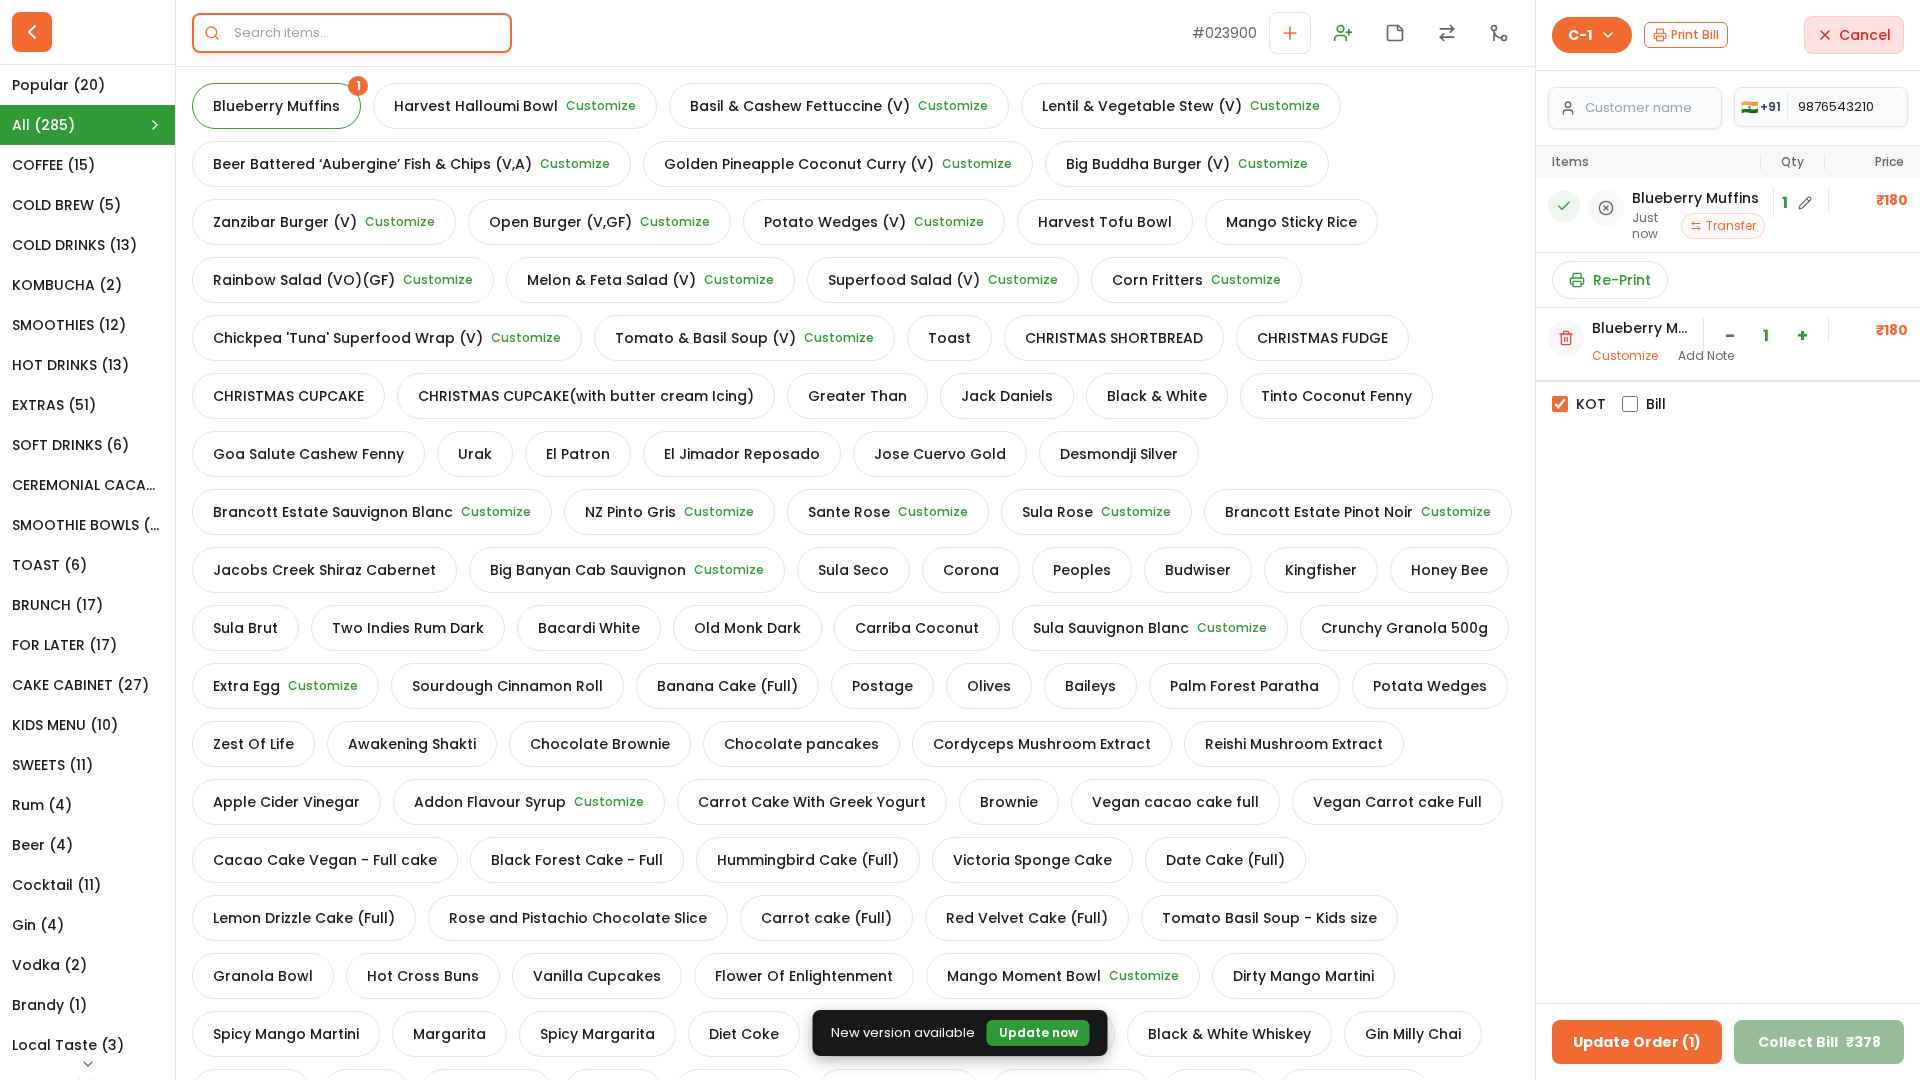 Popular (20)
All (285)
COFFEE (15)
COLD BREW (5)
COLD DRINKS (13)
KOMBUCHA (2)
SMOOTHIES (12)
HOT DRINKS (13)
EXTRAS (51)
SOFT DRINKS (6)
CEREMONIAL CACA...
SMOOTHIE BOWLS (...
TOAST (6)
BRUNCH (17)
FOR LATER (17)
CAKE CABINET (27)
KIDS MENU (10)
SWEETS (11)
Rum (4)
Beer (4)
Cocktail (11)
Gin (4)
Vodka (2)
Brandy (1)
Local Taste (3)
Search items...
#023900
Blueberry Muffins 1 Harvest Halloumi Bowl Customize Basil & Cashew Fettuccine (V) Customize Lentil & Vegetable Stew (V) Customize
Beer Battered ‘Aubergine’ Fish & Chips (V,A) Customize Golden Pineapple Coconut Curry (V) Customize Big Buddha Burger (V) Customize
Zanzibar Burger (V) Customize Open Burger (V,GF) Customize Potato Wedges (V) Customize Harvest Tofu Bowl Mango Sticky Rice
Rainbow Salad (VO)(GF) Customize Melon & Feta Salad (V) Customize Superfood Salad (V) Customize Corn Fritters Customize
Chickpea 'Tuna' Superfood Wrap (V) Customize Tomato & Basil Soup (V) Customize Toast CHRISTMAS SHORTBREAD CHRISTMAS FUDGE
CHRISTMAS CUPCAKE CHRISTMAS CUPCAKE(with butter cream Icing) Greater Than Jack Daniels Black & White Tinto Coconut Fenny
Goa Salute Cashew Fenny Urak El Patron El Jimador Reposado Jose Cuervo Gold Desmondji Silver
Brancott Estate Sauvignon Blanc Customize NZ Pinto Gris Customize Sante Rose Customize Sula Rose Customize Brancott Estate Pinot Noir Customize
Jacobs Creek Shiraz Cabernet Big Banyan Cab Sauvignon Customize Sula Seco Corona Peoples Budwiser Kingfisher Honey Bee
Sula Brut Two Indies Rum Dark Bacardi White Old Monk Dark Carriba Coconut Sula Sauvignon Blanc Customize Crunchy Granola 500g
Extra Egg Customize Sourdough Cinnamon Roll Banana Cake (Full) Postage Olives Baileys Palm Forest Paratha Potata Wedges
Zest Of Life Awakening Shakti Chocolate Brownie Chocolate pancakes Cordyceps Mushroom Extract Reishi Mushroom Extract
Apple Cider Vinegar Addon Flavour Syrup Customize Carrot Cake With Greek Yogurt Brownie Vegan cacao cake full Vegan Carrot cake Full
Cacao Cake Vegan - Full cake Black Forest Cake - Full Hummingbird Cake (Full) Victoria Sponge Cake Date Cake (Full)
Lemon Drizzle Cake (Full) Rose and Pistachio Chocolate Slice Carrot cake (Full) Red Velvet Cake (Full) Tomato Basil Soup - Kids size
Granola Bowl Hot Cross Buns Vanilla Cupcakes Flower Of Enlightenment Mango Moment Bowl Customize Dirty Mango Martini
Spicy Mango Martini Margarita Spicy Margarita Diet Coke Black & White Whiskey Gin Milly Chai
New version available Update now
C-1 Print Bill Cancel
Customer name +91 9876543210
Items Qty Price
Blueberry Muffins 1 ₹180
Just now Transfer
Re-Print
Blueberry M... − 1 + ₹180
Customize Add Note
KOT Bill
Update Order (1) Collect Bill ₹378